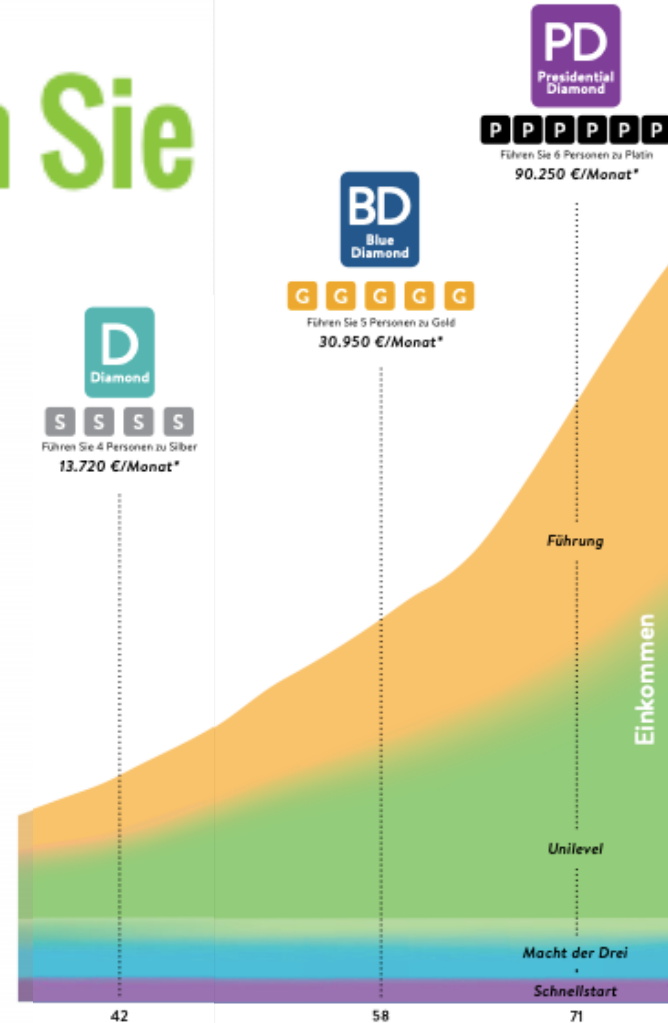 Sie
PD
Presidential
Diamond
P P P P P P
Führen Sie 6 Personen zu Platin
90.250 €/Monat*
BD
Blue
Diamond
G G G G G
Führen Sie 5 Personen zu Gold
30.950 €/Monat*
D
Diamond
S S S S
Führen Sie 4 Personen zu Silber
13.720 €/Monat*
Führung
Einkommen
Unilevel
Macht der Drei
Schnellstart
42 58 71